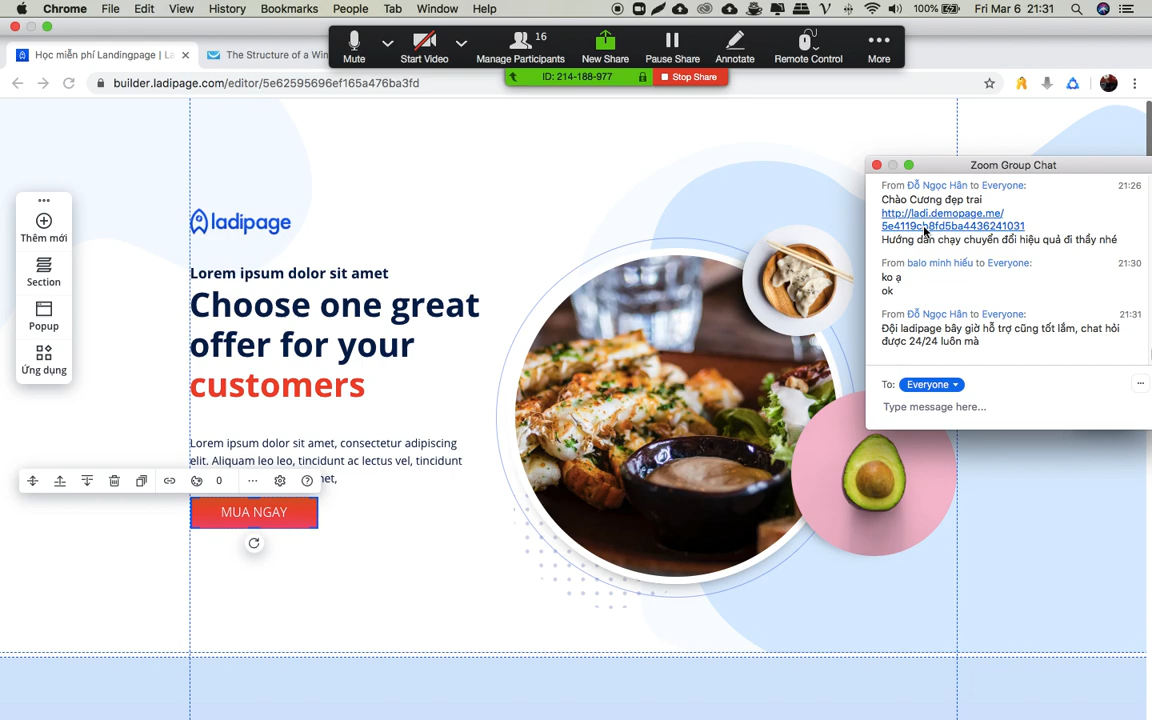 Chrome File Edit View History Bookmarks People Tab Window Help 100% Fri Mar 6 21:31
Học miễn phí Landingpage | La
The Structure of a Win
16
Mute Start Video Manage Participants New Share Pause Share Annotate Remote Control More
ID: 214-188-977 Stop Share
builder.ladipage.com/editor/5e62595696ef165a476ba3fd
Zoom Group Chat
From Đỗ Ngọc Hân to Everyone: 21:26
Chào Cương đẹp trai
http://ladi.demopage.me/
5e4119cb8fd5ba4436241031
Hướng dẫn chạy chuyển đổi hiệu quả đi thầy nhé
From balo minh hiếu to Everyone: 21:30
ko ạ
ok
From Đỗ Ngọc Hân to Everyone: 21:31
Đội ladipage bây giờ hỗ trợ cũng tốt lắm, chat hỏi
được 24/24 luôn mà
To: Everyone
Type message here...
Thêm mới
Section
Popup
Ứng dụng
ladipage
Lorem ipsum dolor sit amet
Choose one great
offer for your
customers
Lorem ipsum dolor sit amet, consectetur adipiscing
elit. Aliquam leo leo, tincidunt ac lectus vel, tincidunt
0
MUA NGAY